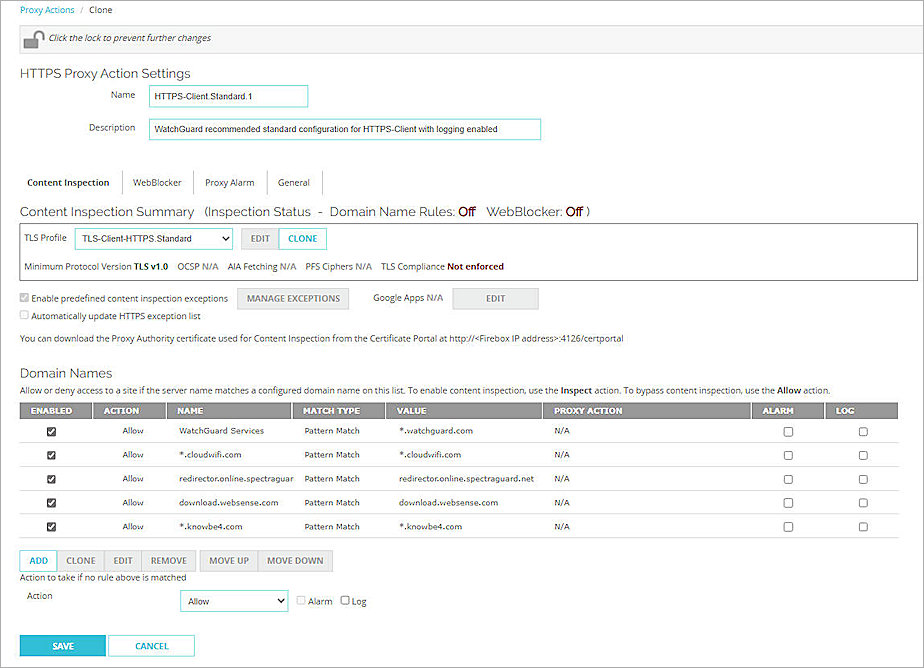 Proxy Actions / Clone
Click the lock to prevent further changes
HTTPS Proxy Action Settings
Name HTTPS-Client.Standard.1
Description WatchGuard recommended standard configuration for HTTPS-Client with logging enabled
Content Inspection WebBlocker Proxy Alarm General
Content Inspection Summary (Inspection Status - Domain Name Rules: Off WebBlocker: Off )
TLS Profile TLS-Client-HTTPS.Standard EDIT CLONE
Minimum Protocol Version TLS v1.0 OCSP N/A AIA Fetching N/A PFS Ciphers N/A TLS Compliance Not enforced
Enable predefined content inspection exceptions MANAGE EXCEPTIONS Google Apps N/A EDIT
Automatically update HTTPS exception list
You can download the Proxy Authority certificate used for Content Inspection from the Certificate Portal at http://<Firebox IP address>:4126/certportal
Domain Names
Allow or deny access to a site if the server name matches a configured domain name on this list. To enable content inspection, use the Inspect action. To bypass content inspection, use the Allow action.
ENABLED ACTION NAME MATCH TYPE VALUE PROXY ACTION ALARM LOG
Allow WatchGuard Services Pattern Match *.watchguard.com N/A
Allow *.cloudwifi.com Pattern Match *.cloudwifi.com N/A
Allow redirector.online.spectraguar Pattern Match redirector.online.spectraguard.net N/A
Allow download.websense.com Pattern Match download.websense.com N/A
Allow *.knowbe4.com Pattern Match *.knowbe4.com N/A
ADD CLONE EDIT REMOVE MOVE UP MOVE DOWN
Action to take if no rule above is matched
Action Allow Alarm Log
SAVE CANCEL